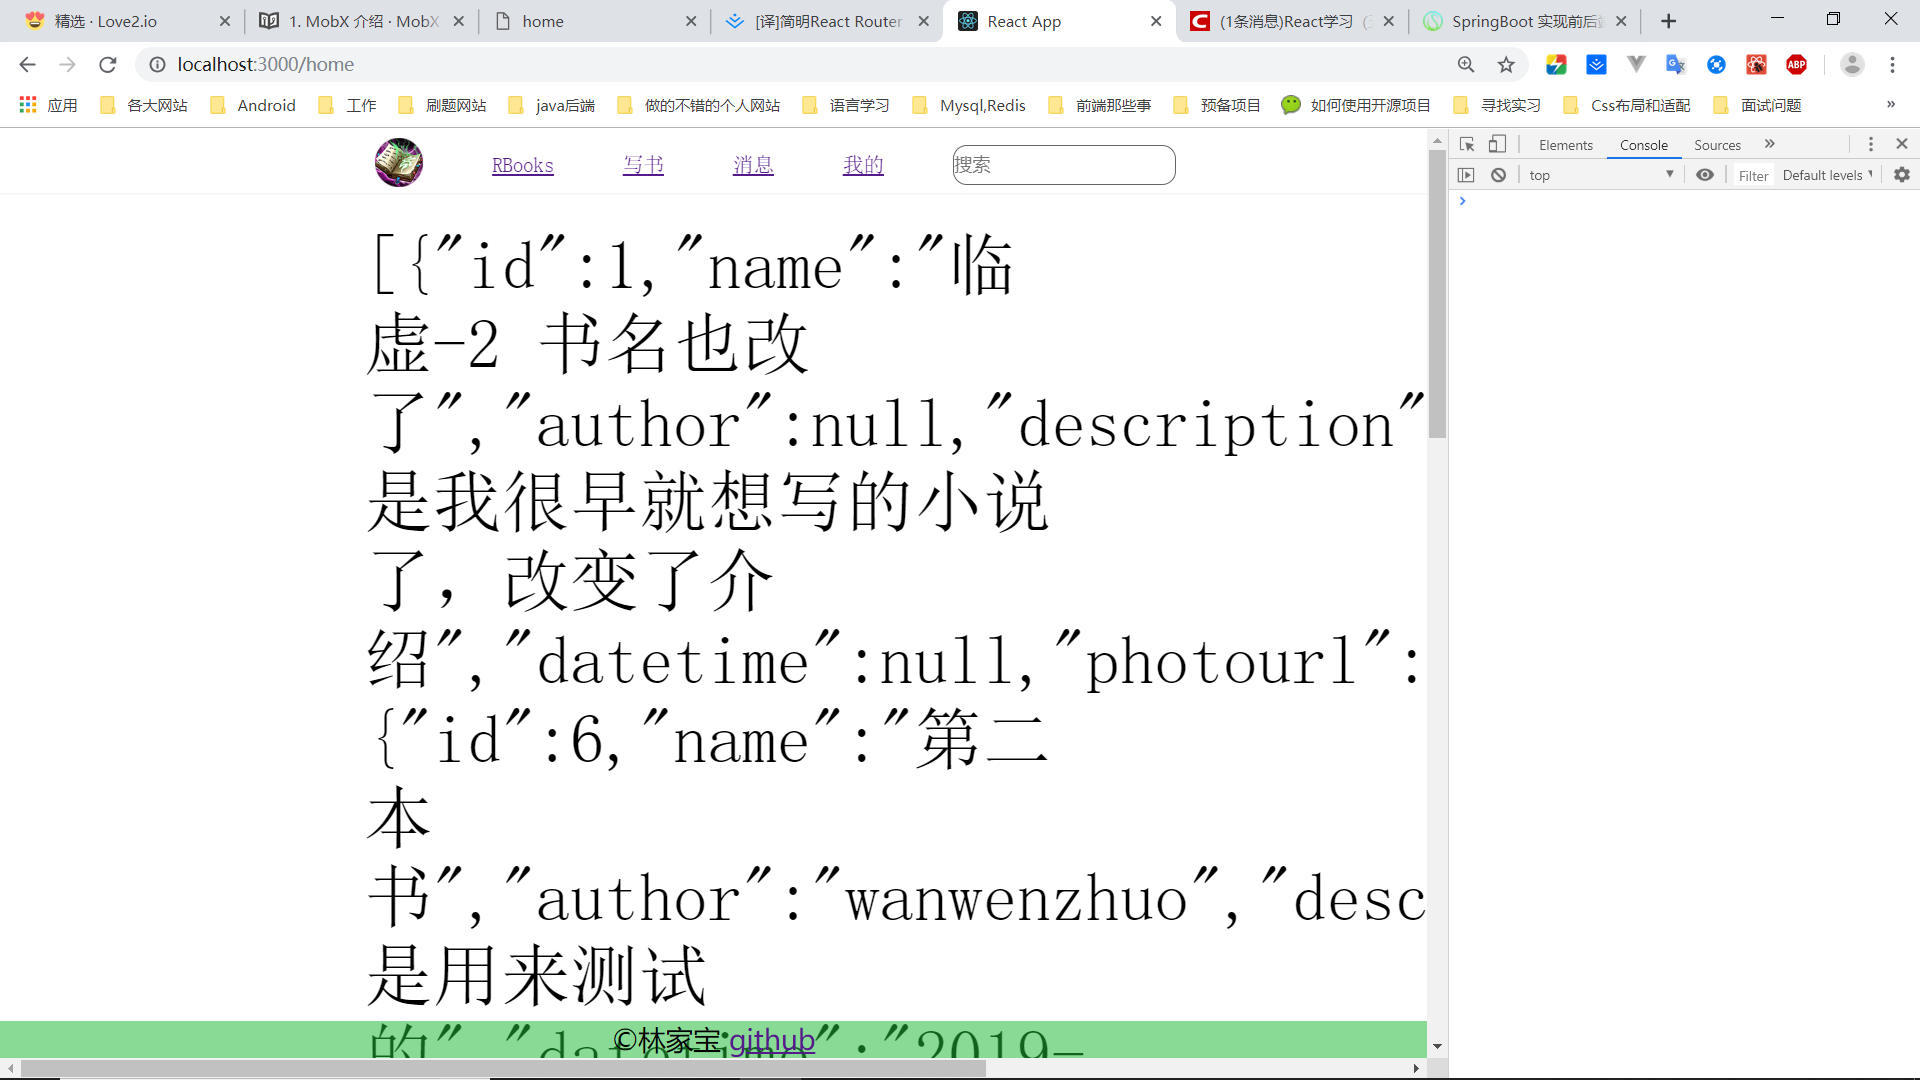 精选 · Love2.io
1. MobX 介绍 · MobX
home
[译]简明React Router
React App
(1条消息)React学习
SpringBoot 实现前后
localhost:3000/home
应用
各大网站
Android
工作
刷题网站
java后端
做的不错的个人网站
语言学习
Mysql,Redis
前端那些事
预备项目
如何使用开源项目
寻找实习
Css布局和适配
面试问题
»
RBooks
写书
消息
我的
搜索
Elements
Console
Sources
»
top
Filter
Default levels
[{"id":1,"name":"临
虚-2 书名也改
了","author":null,"description"
是我很早就想写的小说
了，改变了介
绍","datetime":null,"photourl":
{"id":6,"name":"第二
本
书","author":"wanwenzhuo","desc
是用来测试
的","datetime":"2019-
©林家宝 github